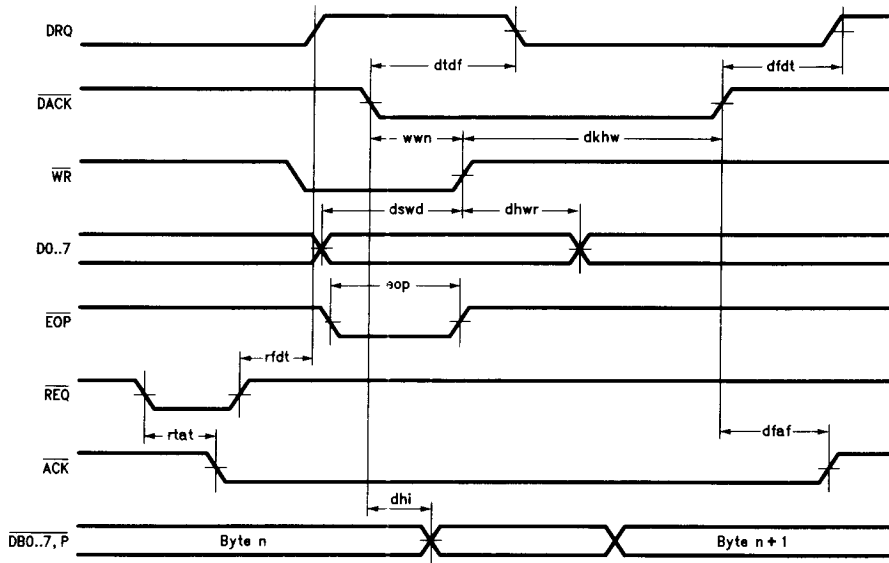 DRQ
dtdf
dfdt
DACK
wwn
dkhw
WR
dswd
dhwr
D0..7
eop
EOP
rfdt
REQ
rtat
dfaf
ACK
dhi
DB0..7, P
Byte n
Byte n + 1